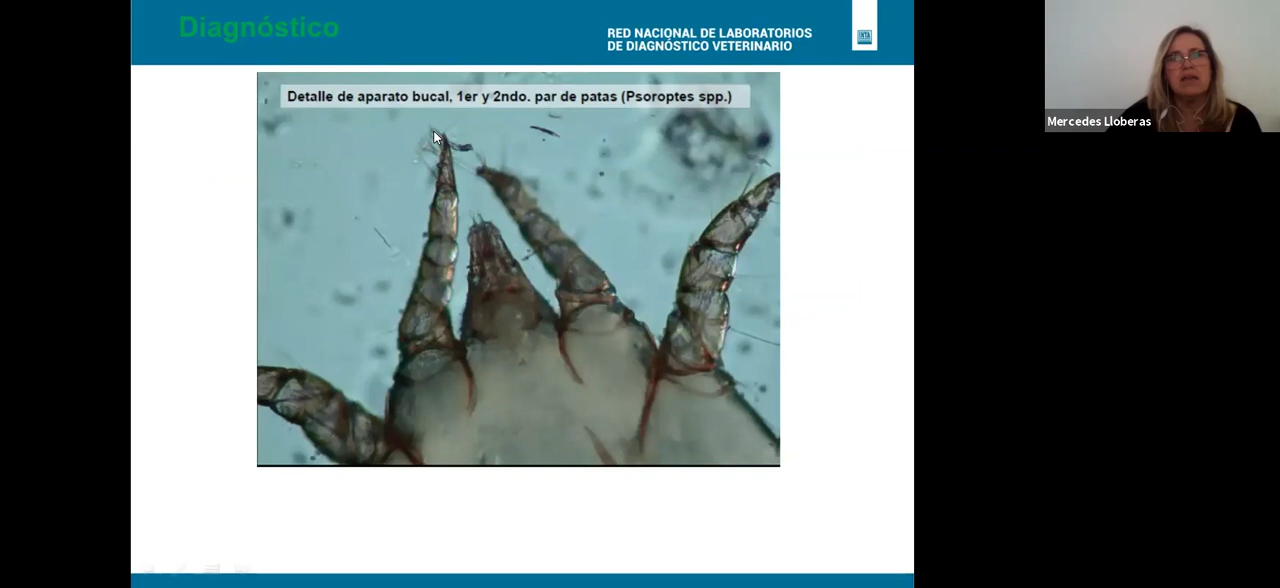 Diagnóstico
RED NACIONAL DE LABORATORIOS
DE DIAGNÓSTICO VETERINARIO
INTA
Detalle de aparato bucal, 1er y 2ndo. par de patas (Psoroptes spp.)
Mercedes Lloberas